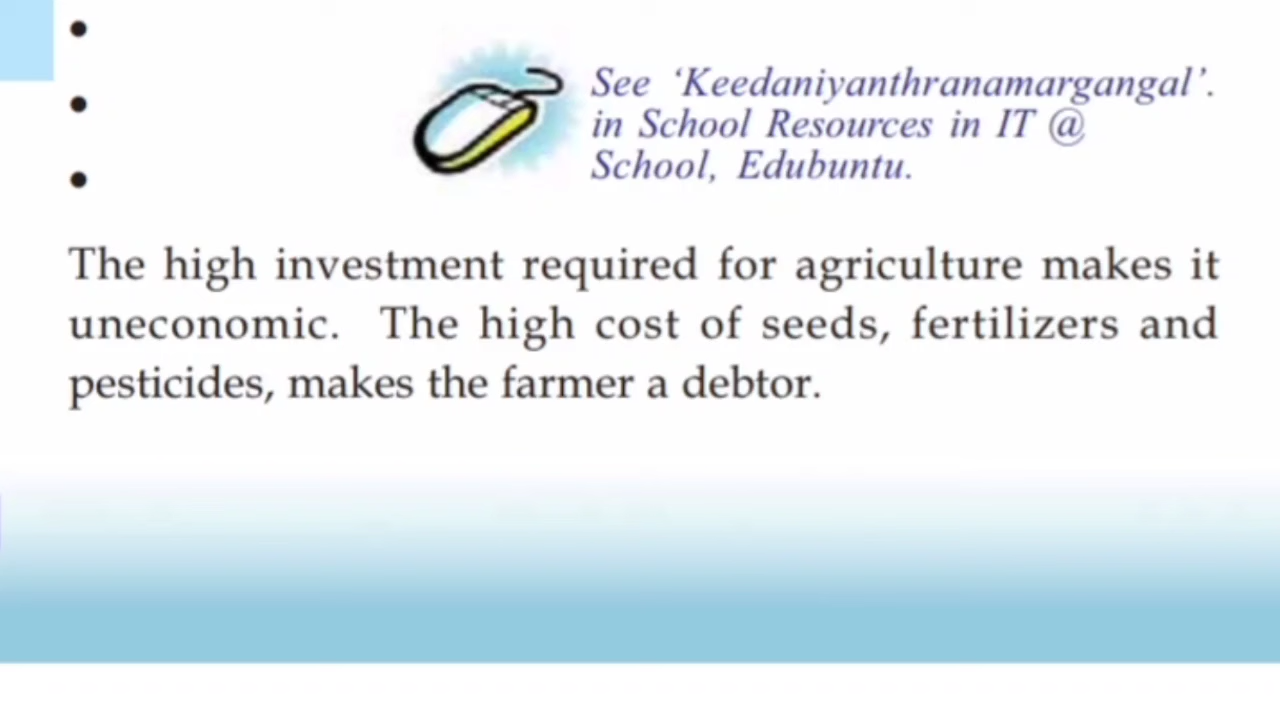 •
•
•
See ‘Keedaniyanthranamargangal’.
in School Resources in IT @
School, Edubuntu.
The high investment required for agriculture makes it
uneconomic. The high cost of seeds, fertilizers and
pesticides, makes the farmer a debtor.